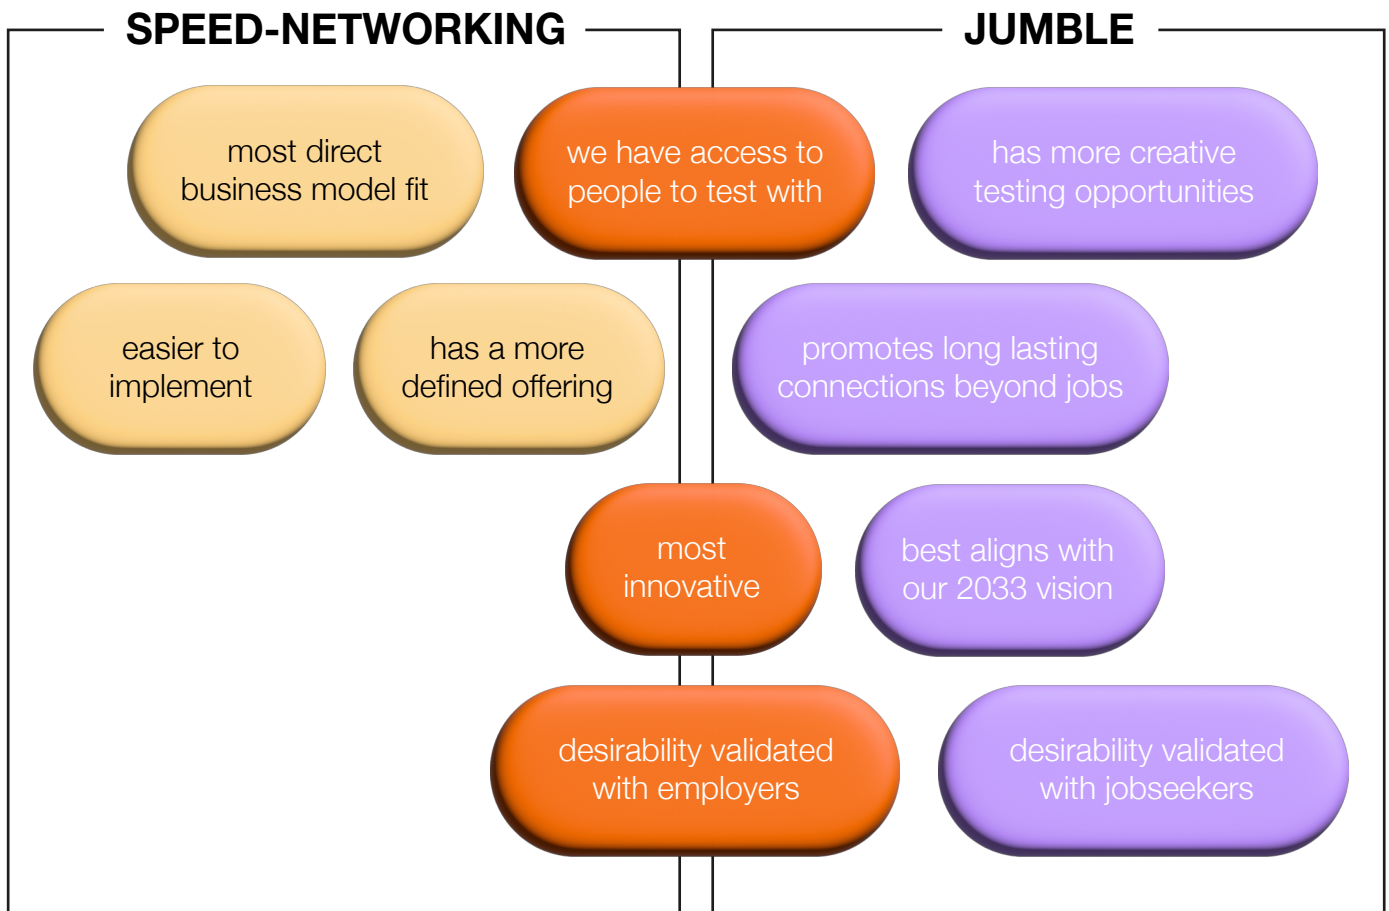 SPEED-NETWORKING
JUMBLE
most direct
business model fit
we have access to
people to test with
has more creative
testing opportunities
easier to
implement
has a more
defined offering
promotes long lasting
connections beyond jobs
most
innovative
best aligns with
our 2033 vision
desirability validated
with employers
desirability validated
with jobseekers